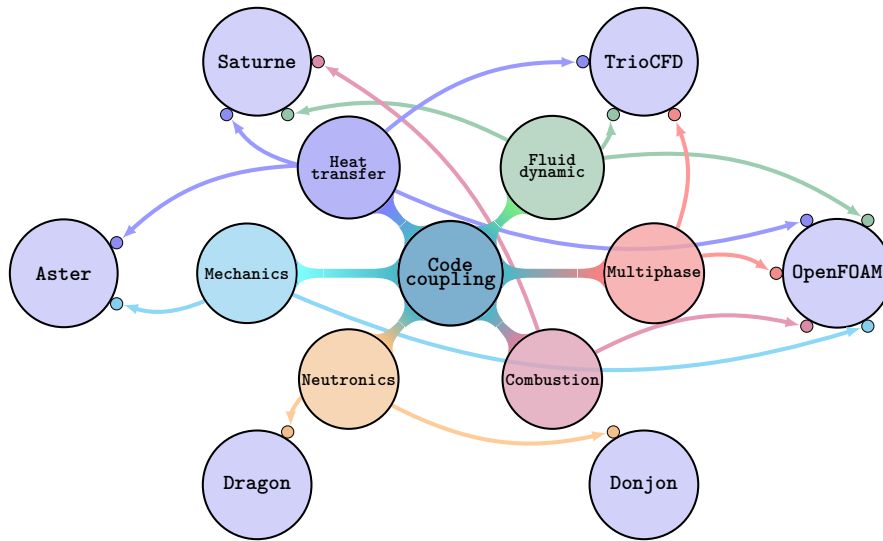 Saturne
TrioCFD
Heat
transfer
Fluid
dynamic
Aster
Mechanics
Code
coupling
Multiphase
OpenFOAM
Neutronics
Combustion
Dragon
Donjon